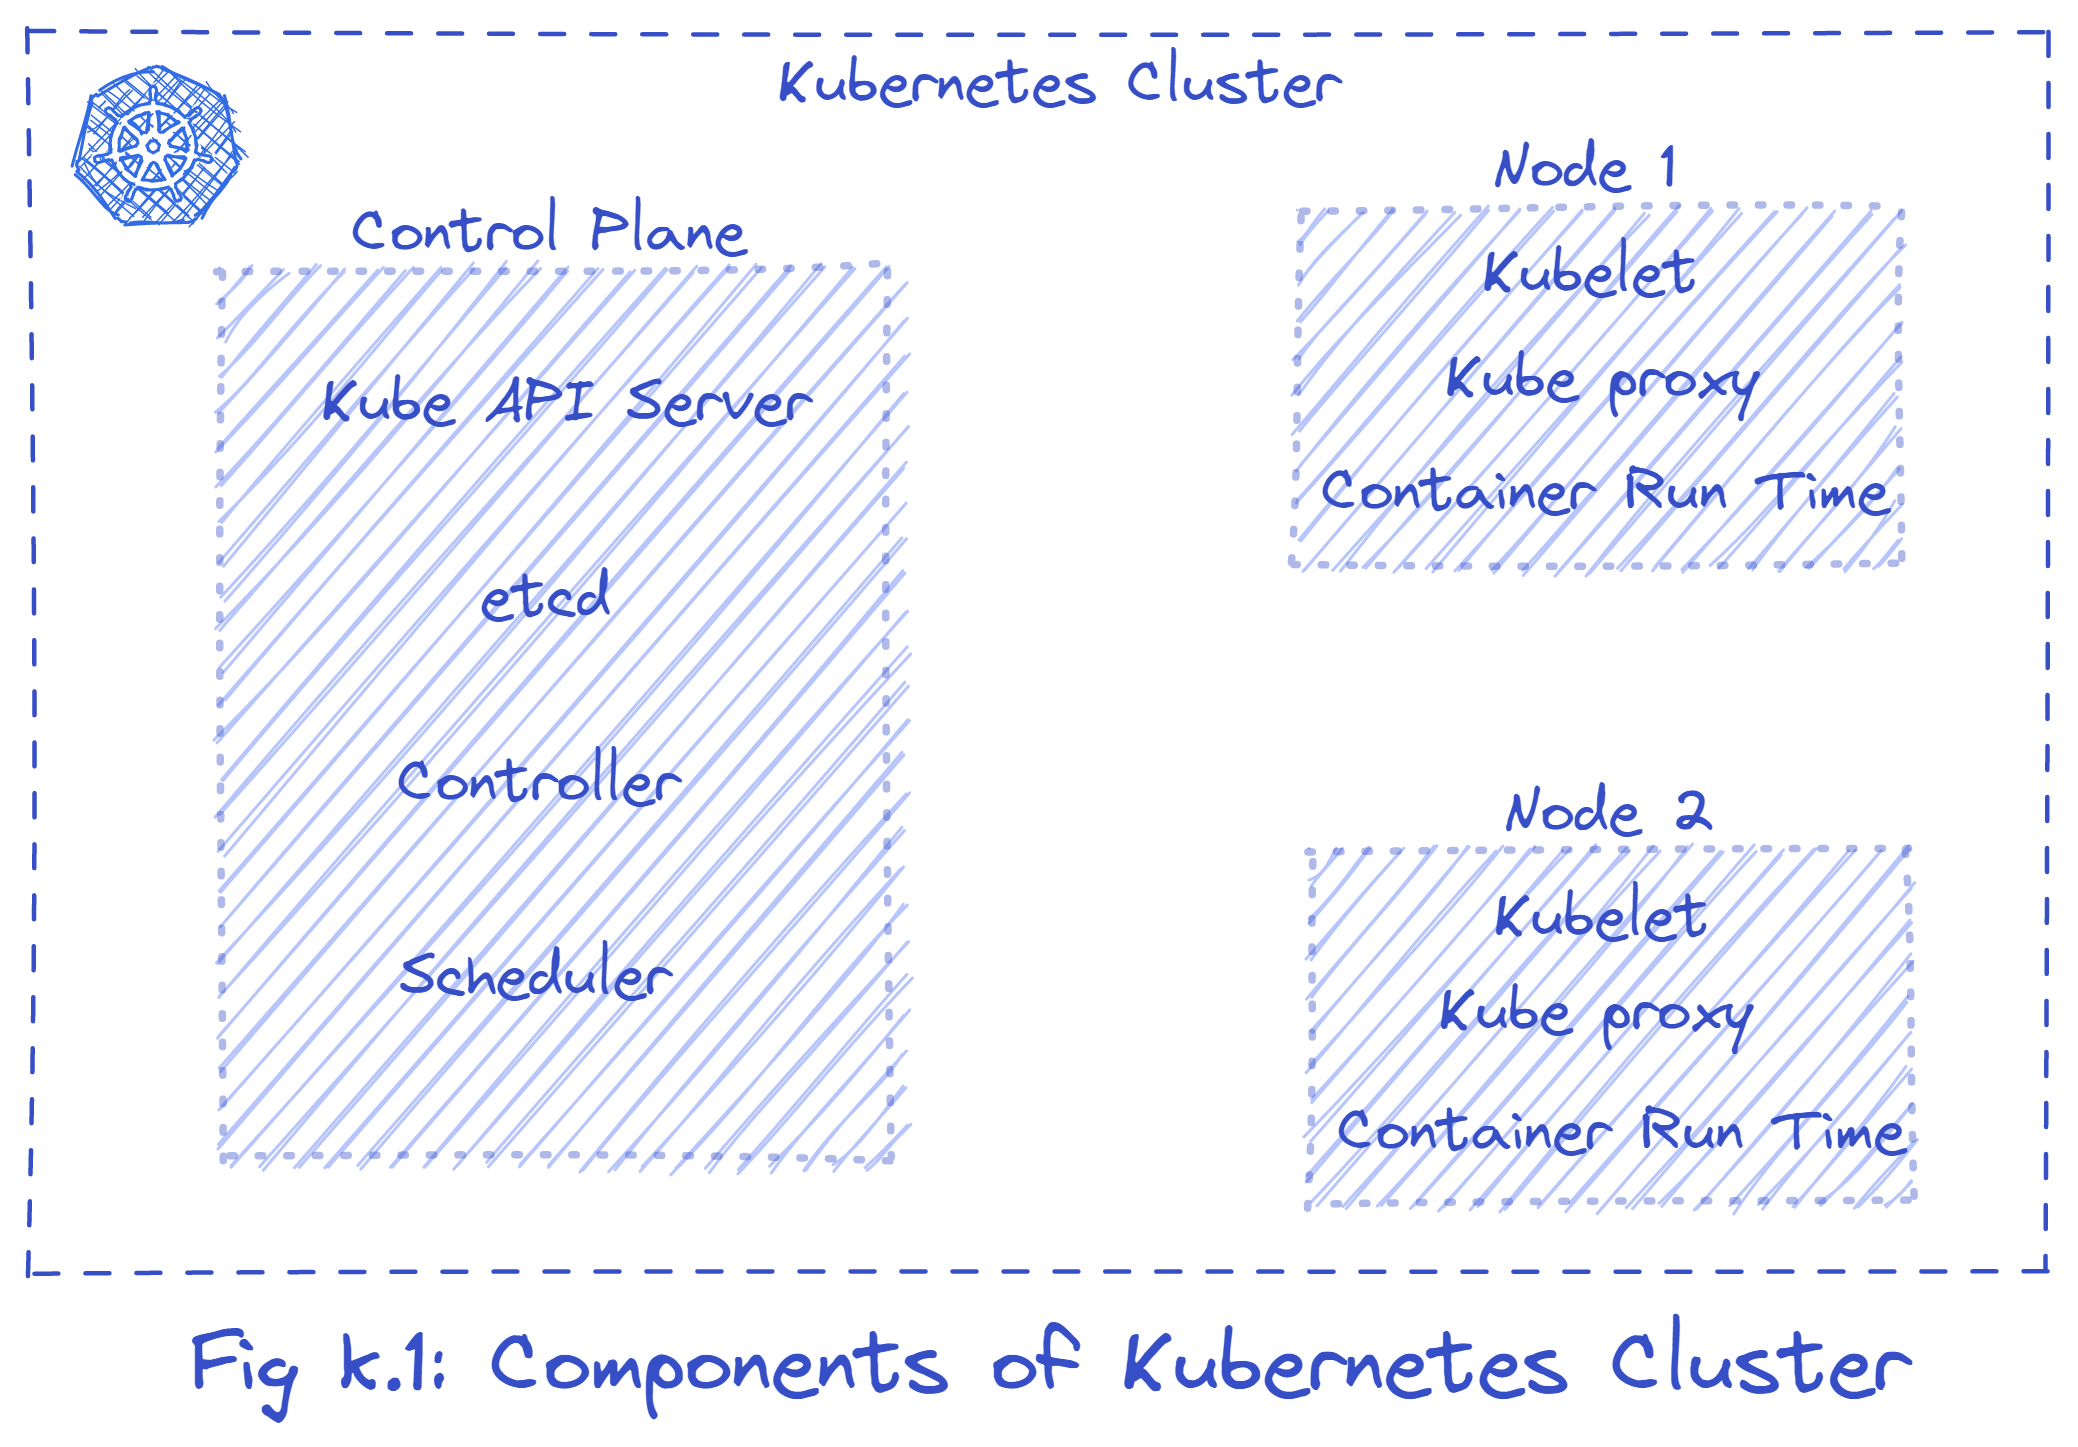 Kubernetes Cluster
Control Plane
Kube API Server
etcd
Controller
Scheduler
Node 1
Kubelet
Kube proxy
Container Run Time
Node 2
Kubelet
Kube proxy
Container Run Time
Fig k.1: Components of Kubernetes Cluster